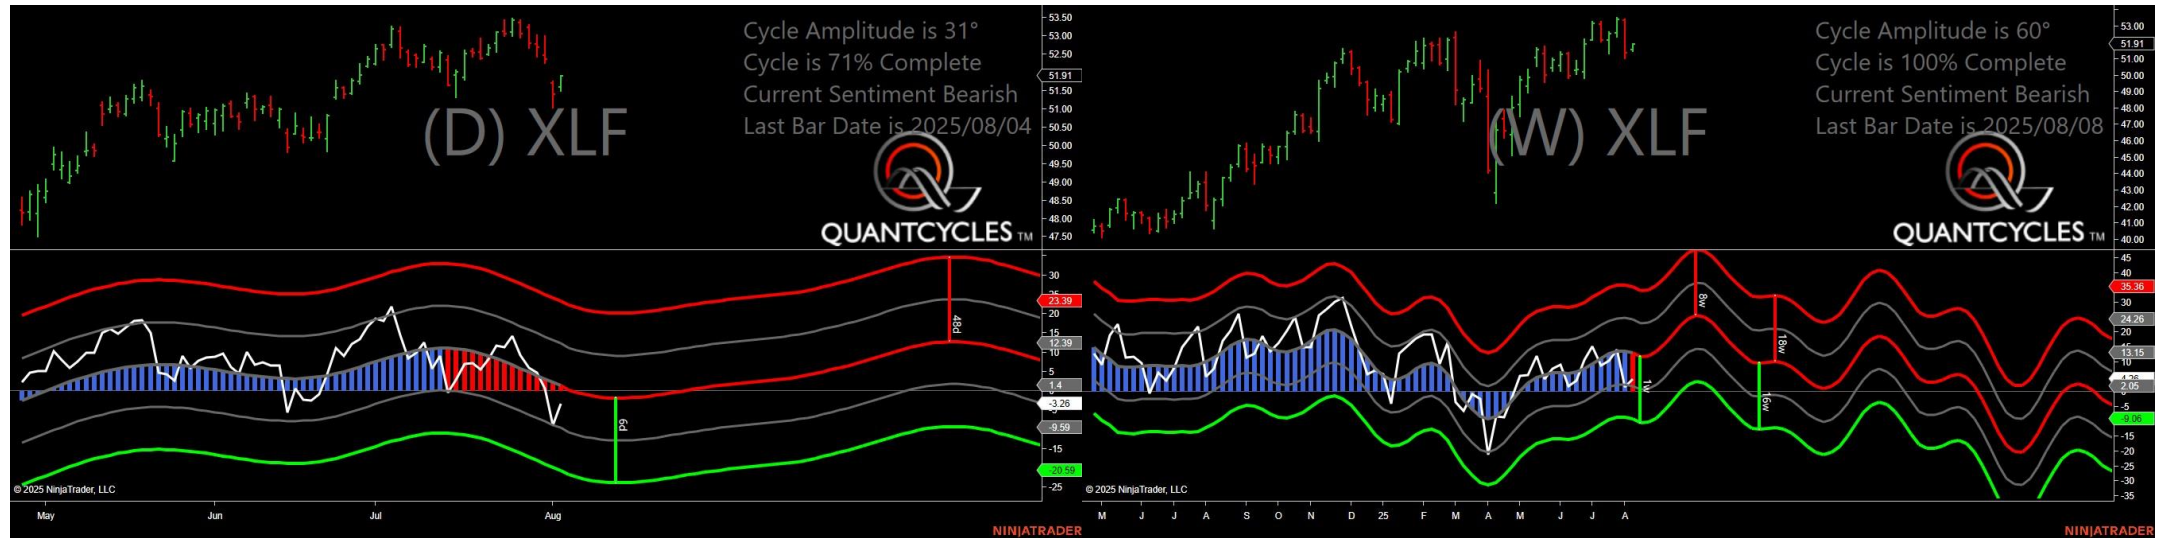 Cycle Amplitude is 31°
Cycle is 71% Complete
Current Sentiment Bearish
Last Bar Date is 2025/08/04
(D) XLF
QUANTCYCLES TM
53.50
53.00
52.50
51.91
51.50
51.00
50.50
50.00
49.50
49.00
48.50
48.00
47.50
30
23.39
20
15
12.39
10
5
1.4
-3.26
-9.59
-15
-20.59
-25
48d
6d
© 2025 NinjaTrader, LLC
May Jun Jul Aug
NINJATRADER
Cycle Amplitude is 60°
Cycle is 100% Complete
Current Sentiment Bearish
Last Bar Date is 2025/08/08
(W) XLF
QUANTCYCLES TM
53.00
51.91
51.00
50.00
49.00
48.00
47.00
46.00
45.00
44.00
43.00
42.00
41.00
40.00
45
40
35.36
30
24.26
20
13.15
10
2.05
-5
-9.06
-15
-20
-25
-30
-35
8w
18w
1w
16w
© 2025 NinjaTrader, LLC
M J J A S O N D 25 F M A M J J A
NINJATRADER